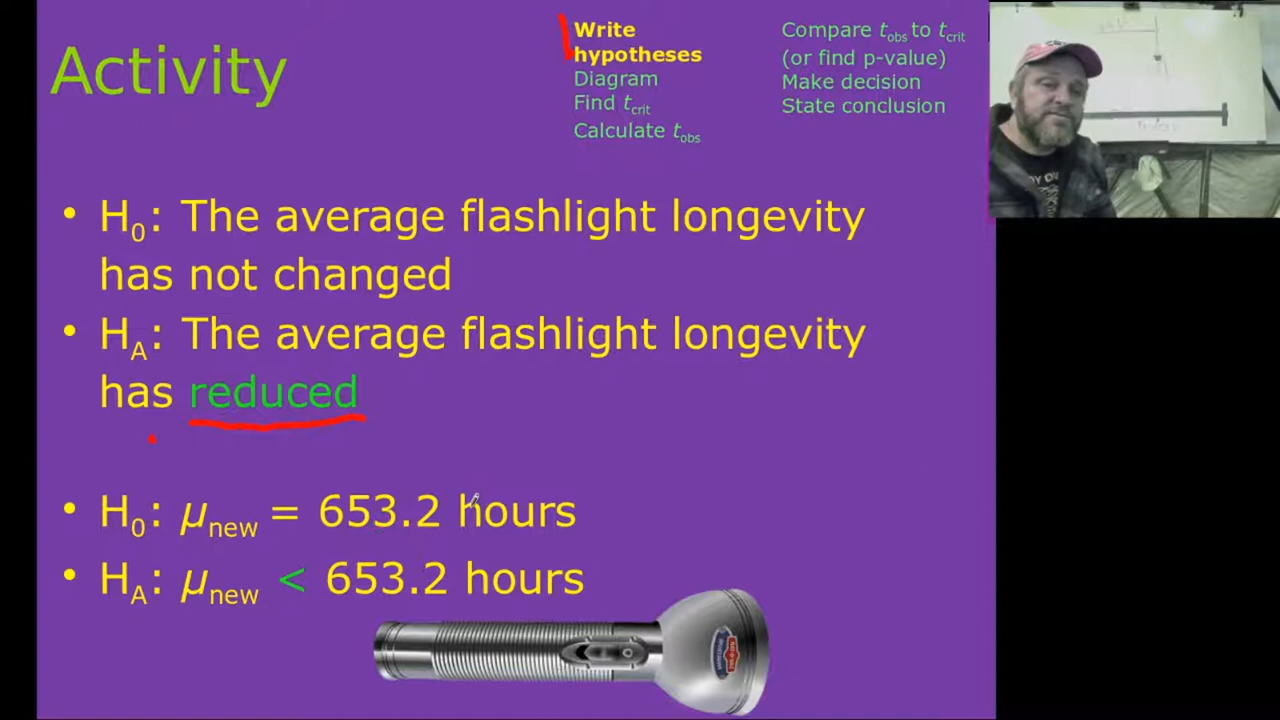 Activity
Write
hypotheses
Diagram
Find tcrit
Calculate tobs
Compare tobs to tcrit
(or find p-value)
Make decision
State conclusion
• H0: The average flashlight longevity
has not changed
• HA: The average flashlight longevity
has reduced
• H0: μnew = 653.2 hours
• HA: μnew < 653.2 hours